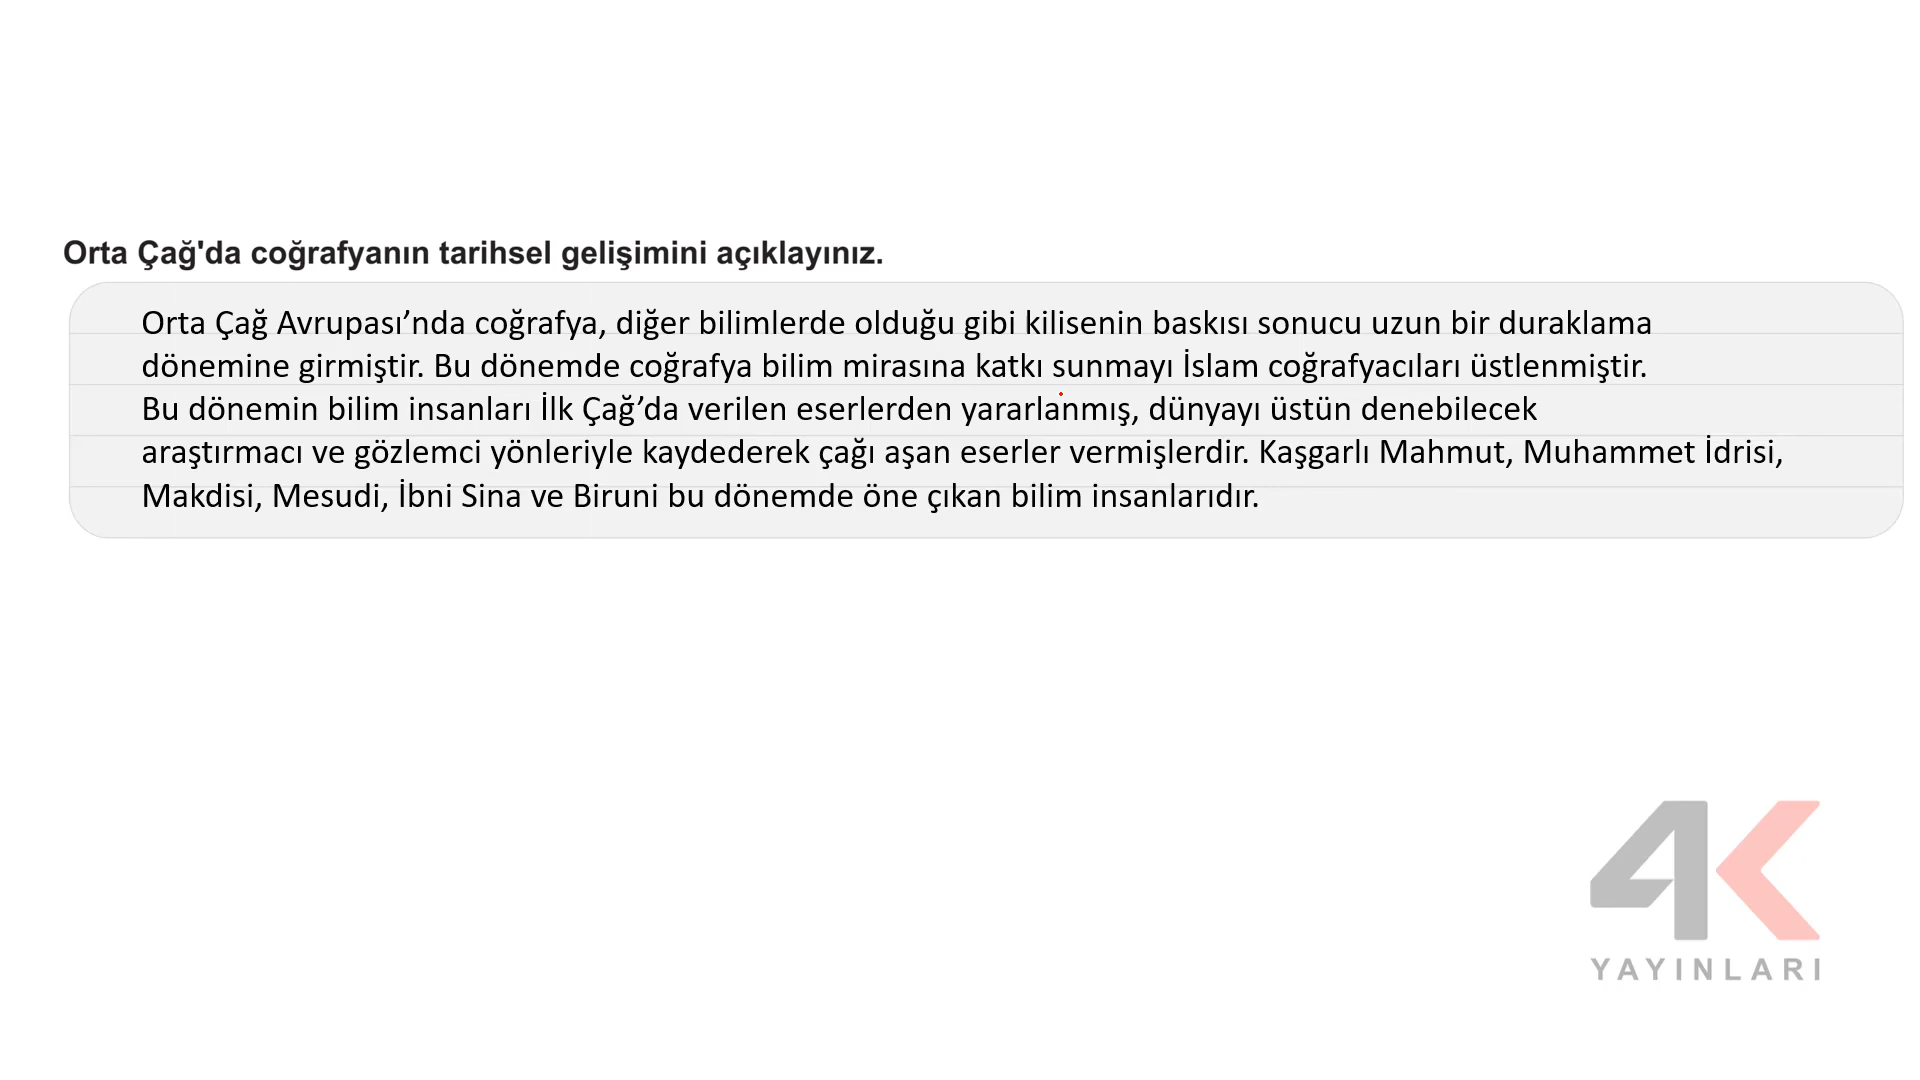 Orta Çağ'da coğrafyanın tarihsel gelişimini açıklayınız.
Orta Çağ Avrupası’nda coğrafya, diğer bilimlerde olduğu gibi kilisenin baskısı sonucu uzun bir duraklama
dönemine girmiştir. Bu dönemde coğrafya bilim mirasına katkı sunmayı İslam coğrafyacıları üstlenmiştir.
Bu dönemin bilim insanları İlk Çağ’da verilen eserlerden yararlanmış, dünyayı üstün denebilecek
araştırmacı ve gözlemci yönleriyle kaydederek çağı aşan eserler vermişlerdir. Kaşgarlı Mahmut, Muhammet İdrisi,
Makdisi, Mesudi, İbni Sina ve Biruni bu dönemde öne çıkan bilim insanlarıdır.
4K
YAYINLARI